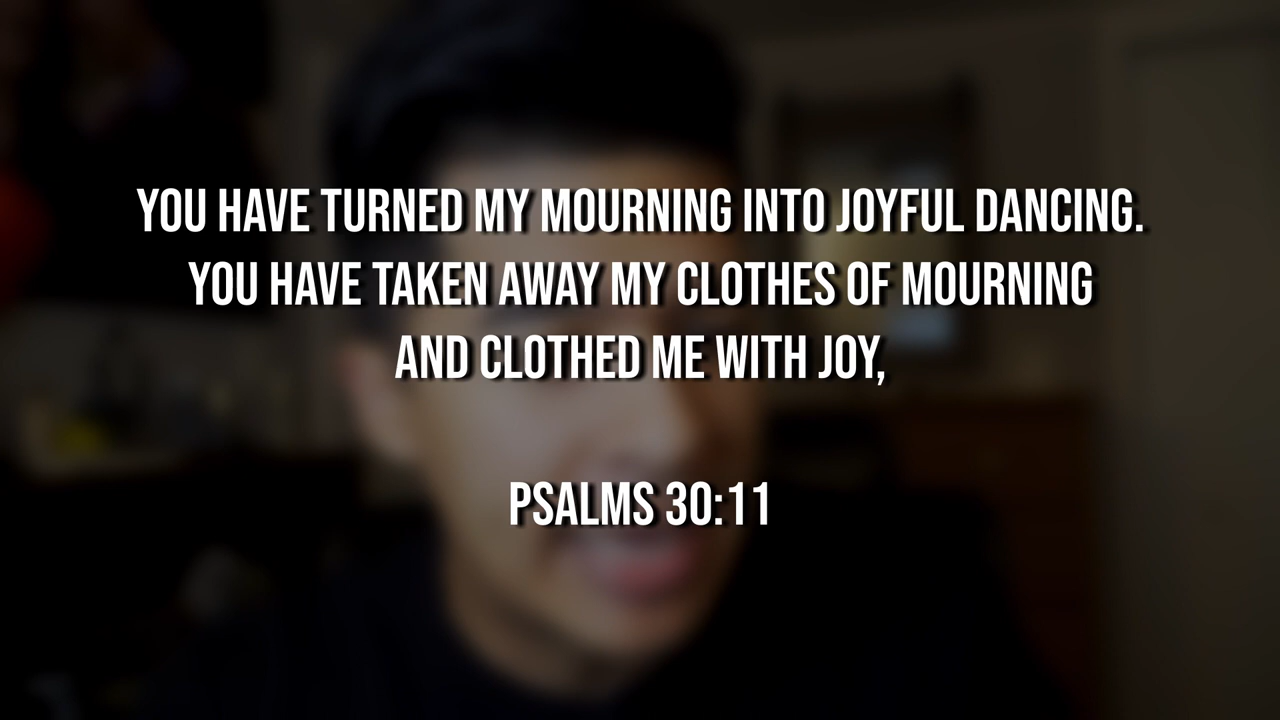 YOU HAVE TURNED MY MOURNING INTO JOYFUL DANCING.
YOU HAVE TAKEN AWAY MY CLOTHES OF MOURNING
AND CLOTHED ME WITH JOY,
PSALMS 30:11